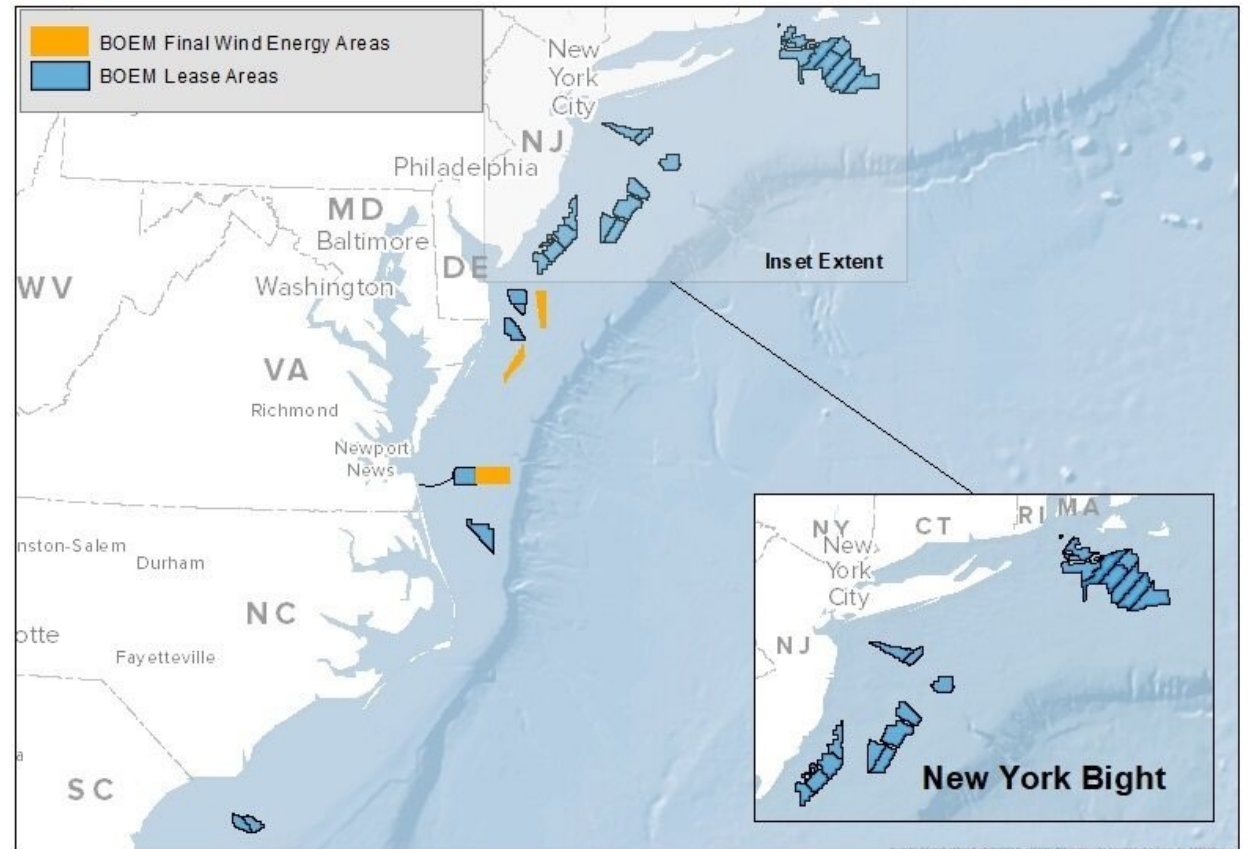 BOEM Final Wind Energy Areas
BOEM Lease Areas
New
York
City
NJ
Philadelphia
MD
Baltimore
DE
Inset Extent
WV
Washington
VA
Richmond
Newport
News
nston-Salem
Durham
NC
otte
Fayetteville
SC
NY
CT
RI
MA
New
York
City
NJ
New York Bight